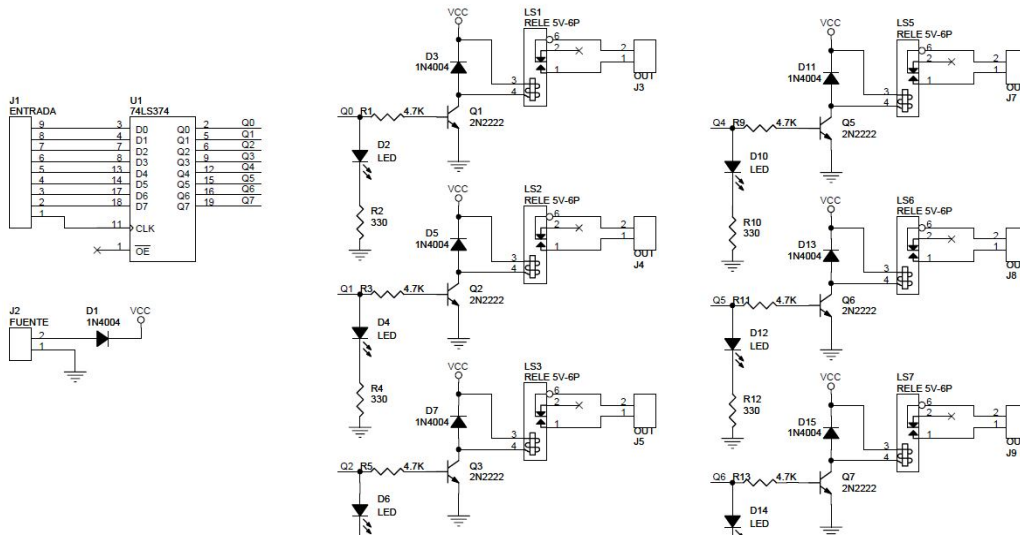 J1
ENTRADA
9
8
7
6
5
4
3
2
1
U1
74LS374
3 D0 Q0 2 Q0
4 D1 Q1 5 Q1
7 D2 Q2 6 Q2
8 D3 Q3 9 Q3
13 D4 Q4 12 Q4
14 D5 Q5 15 Q5
17 D6 Q6 16 Q6
18 D7 Q7 19 Q7
11 CLK
1 OE
J2
FUENTE
2
1
D1
1N4004
VCC
VCC
LS1
RELE 5V-6P
6
2
1
3
4
2
1
OUT
J3
D3
1N4004
Q0 R1 4.7K
Q1
2N2222
D2
LED
R2
330
VCC
LS2
RELE 5V-6P
6
2
1
3
4
2
1
OUT
J4
D5
1N4004
Q1 R3 4.7K
Q2
2N2222
D4
LED
R4
330
VCC
LS3
RELE 5V-6P
6
2
1
3
4
2
1
OUT
J5
D7
1N4004
Q2 R5 4.7K
Q3
2N2222
D6
LED
VCC
LS5
RELE 5V-6P
6
2
1
3
4
2
1
OU
J7
D11
1N4004
Q4 R9 4.7K
Q5
2N2222
D10
LED
R10
330
VCC
LS6
RELE 5V-6P
6
2
1
3
4
2
1
OU
J8
D13
1N4004
Q5 R11 4.7K
Q6
2N2222
D12
LED
R12
330
VCC
LS7
RELE 5V-6P
6
2
1
3
4
2
1
OU
J9
D15
1N4004
Q6 R13 4.7K
Q7
2N2222
D14
LED